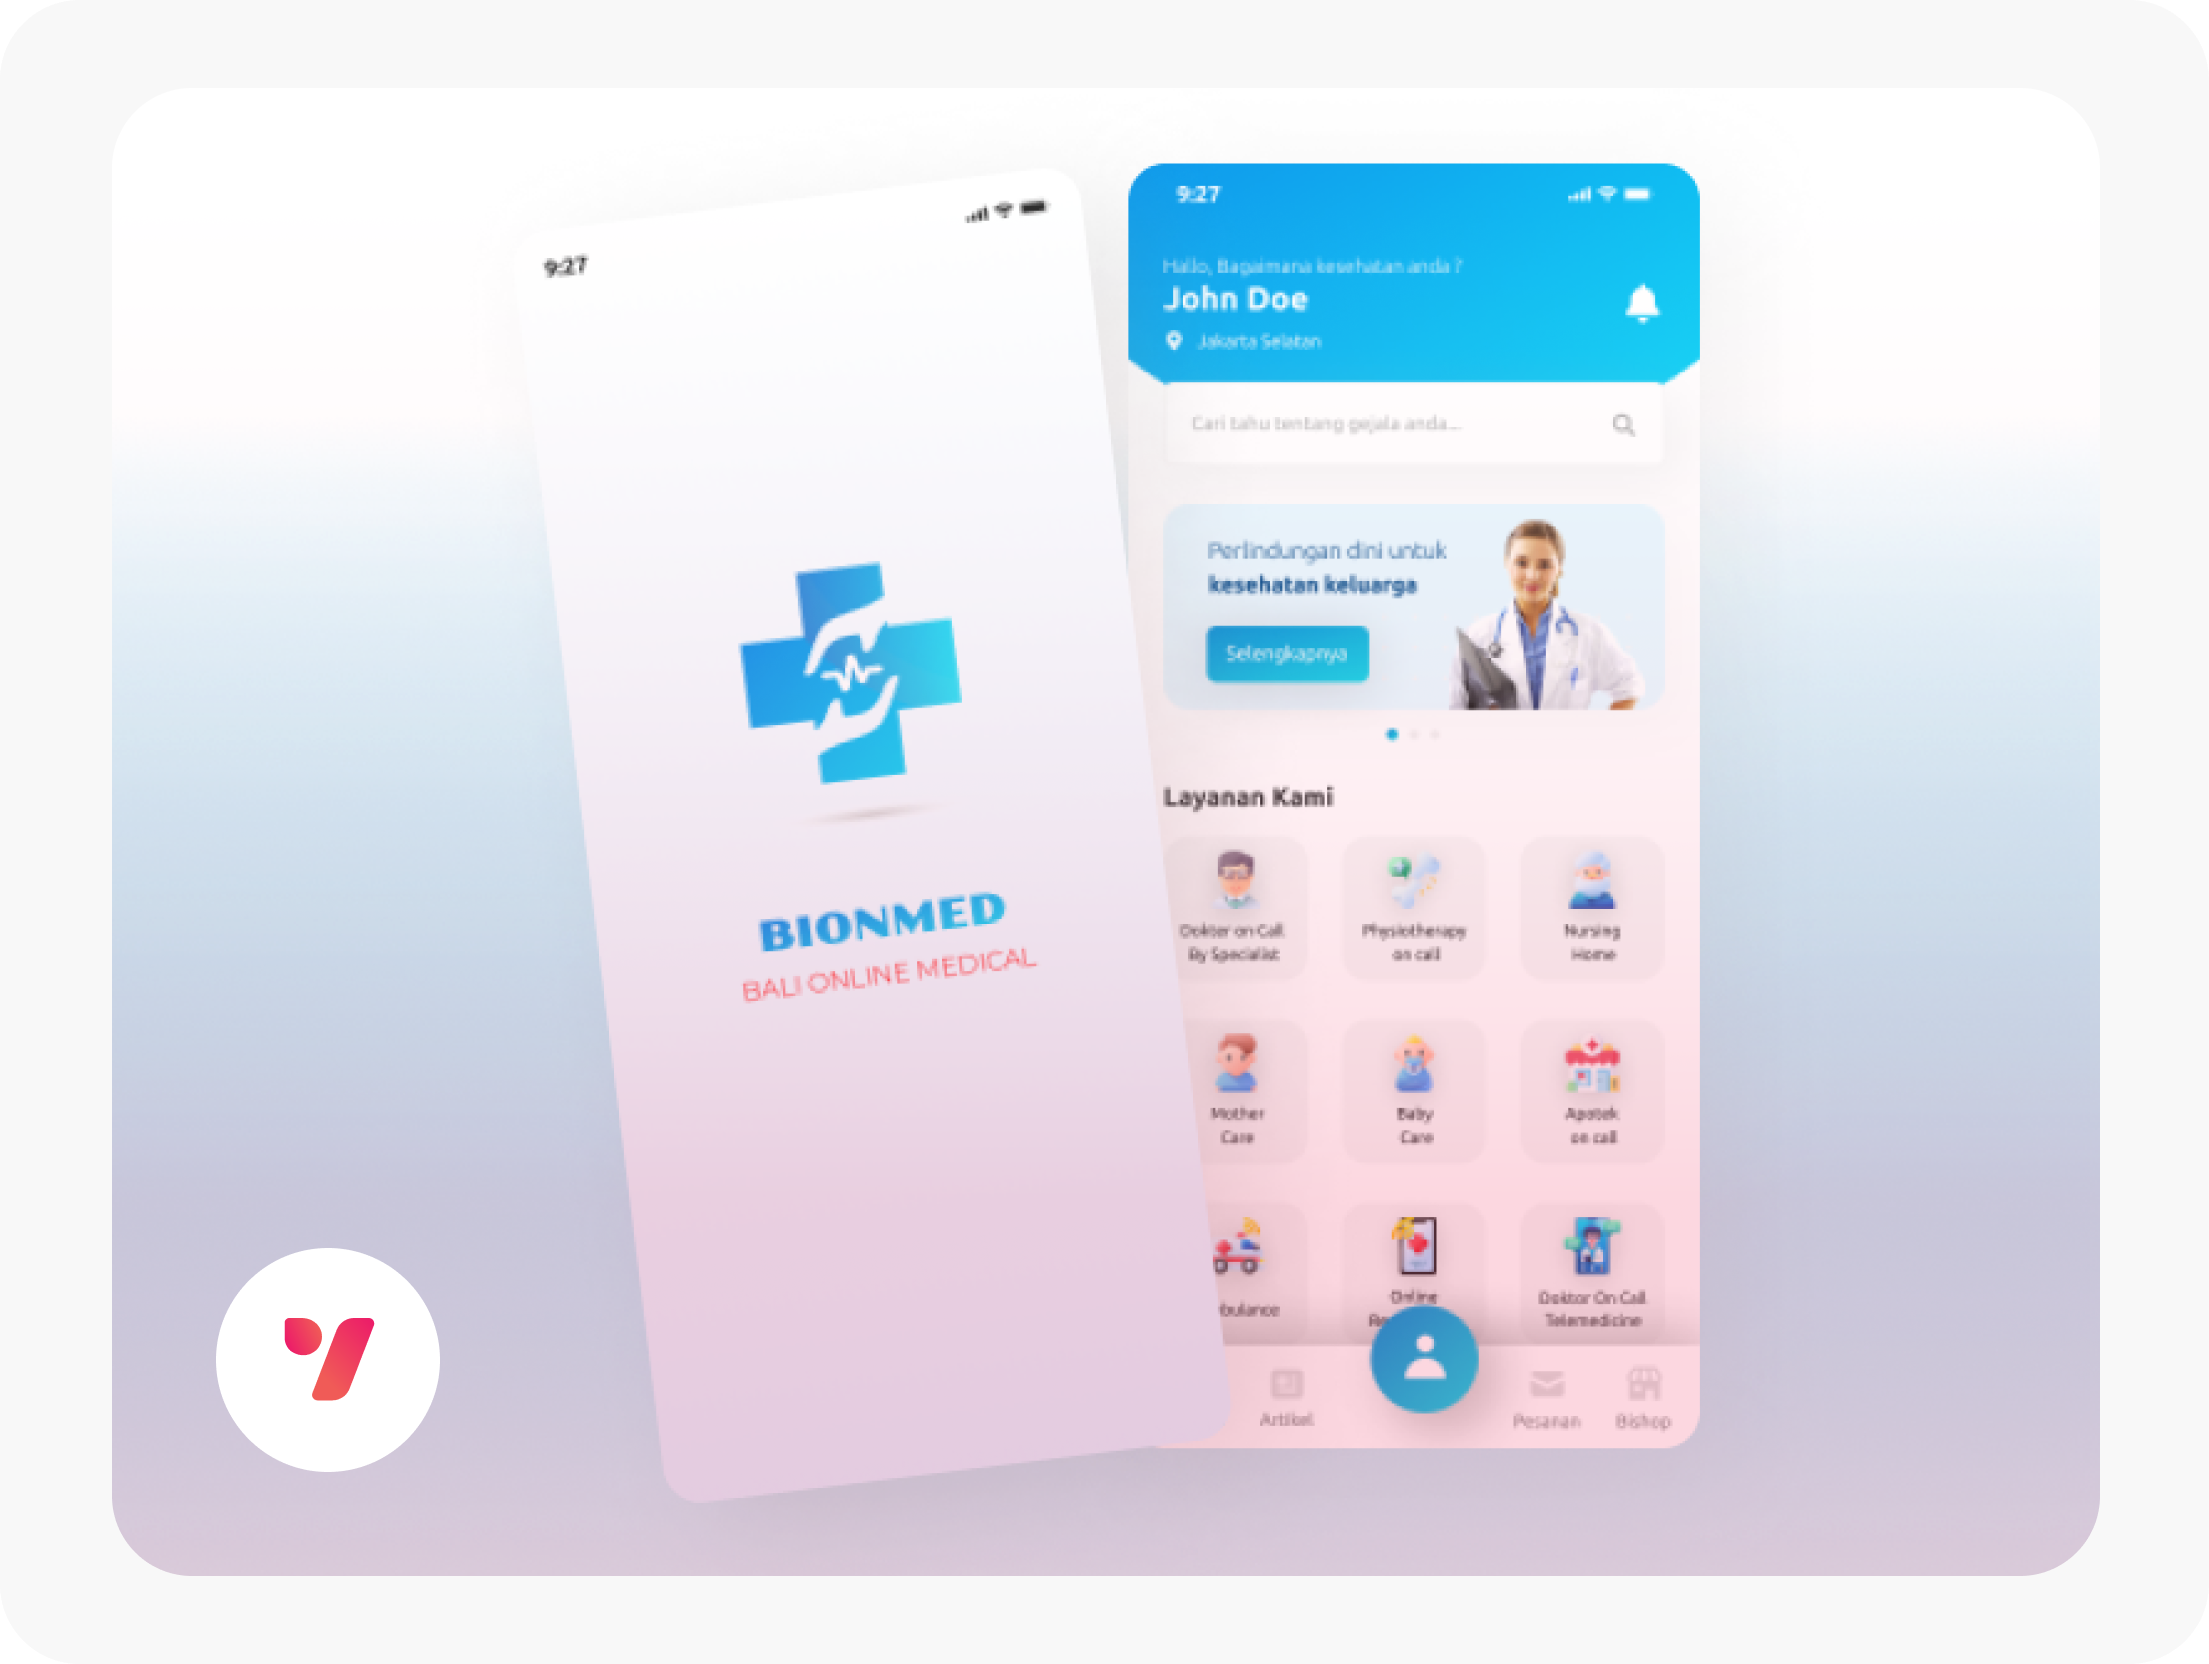 9:27
BIONMED
BALI ONLINE MEDICAL
9:27
Hallo, Bagaimana kesehatan anda ?
John Doe
Jakarta Selatan
Cari tahu tentang gejala anda...
Perlindungan dini untuk
kesehatan keluarga
Selengkapnya
Layanan Kami
Dokter on Call
By Specialist
Physiotherapy
on call
Nursing
Home
Mother
Care
Baby
Care
Apotek
on call
bulance
Online
Doktor On Call
Telemedicine
Artikel
Pesanan
Bishop